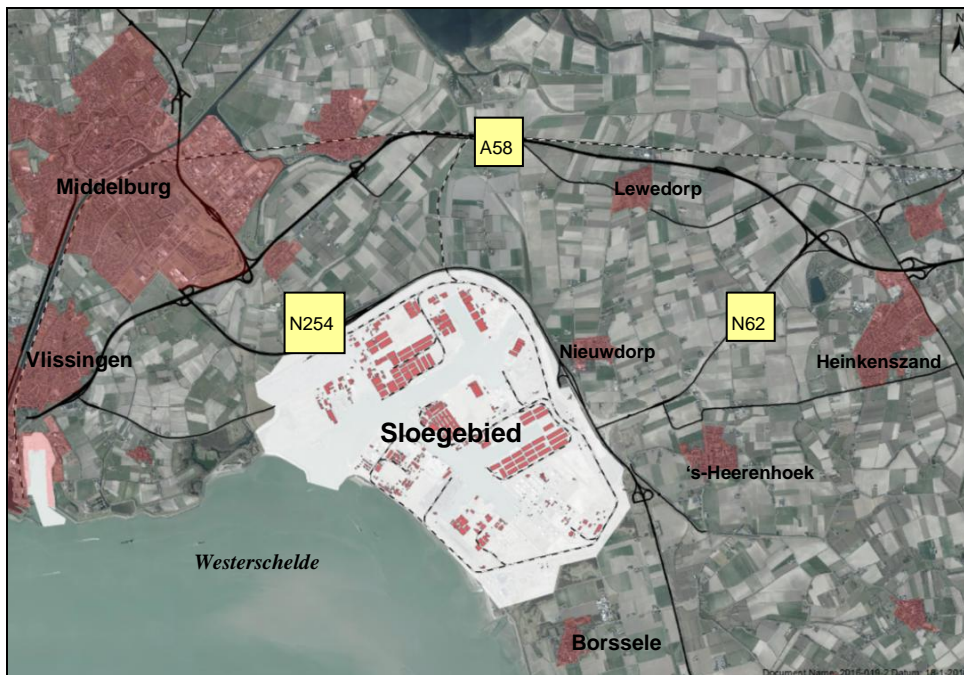 N
A58
Middelburg
Lewedorp
N254
N62
Vlissingen
Nieuwdorp
Heinkenszand
Sloegebied
's-Heerenhoek
Westerschelde
Borssele